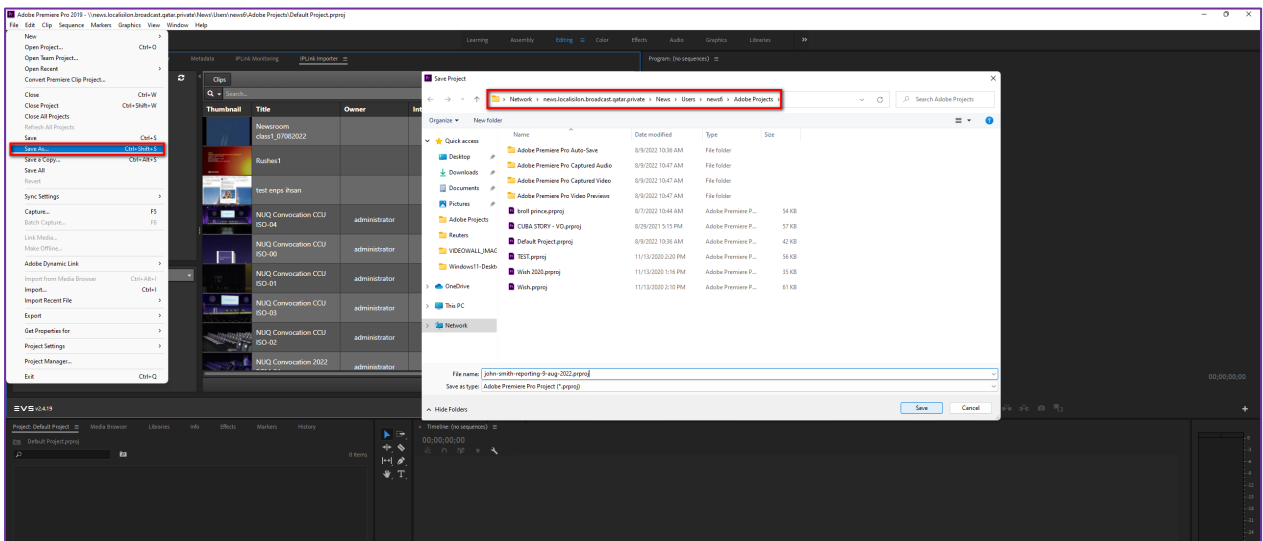 Adobe Premiere Pro 2019 - \\news.localisilon.broadcast.qatar.private\News\Users\news6\Adobe Projects\Default Project.prproj
File Edit Clip Sequence Markers Graphics View Window Help
Learning Assembly Editing Color Effects Audio Graphics Libraries
New
Open Project... Ctrl+O
Open Team Project...
Open Recent
Convert Premiere Clip Project...
Close Ctrl+W
Close Project Ctrl+Shift+W
Close All Projects
Refresh All Projects
Save Ctrl+S
Save As... Ctrl+Shift+S
Save a Copy... Ctrl+Alt+S
Save All
Revert
Sync Settings
Capture... F5
Batch Capture... F6
Link Media...
Make Offline...
Adobe Dynamic Link
Import from Media Browser Ctrl+Alt+I
Import... Ctrl+I
Import Recent File
Export
Get Properties for
Project Settings
Project Manager...
Exit Ctrl+Q
Metadata IPLink Monitoring IPLink Importer
Clips
Search...
Thumbnail Title Owner Int
Newsroom
class1_07082022
Rushes1
test enps ihsan
NUQ Convocation CCU
ISO-04 administrator
NUQ Convocation CCU
ISO-00 administrator
NUQ Convocation CCU
ISO-01 administrator
NUQ Convocation CCU
ISO-03 administrator
NUQ Convocation CCU
ISO-02 administrator
NUQ Convocation 2022
administrator
Program: (no sequences)
Save Project
Network > news.localisilon.broadcast.qatar.private > News > Users > news6 > Adobe Projects >
Search Adobe Projects
Organize New folder
Quick access
Desktop
Downloads
Documents
Pictures
Adobe Projects
Reuters
VIDEOWALL_IMAG
Windows11-Deskt
OneDrive
This PC
Network
Name Date modified Type Size
Adobe Premiere Pro Auto-Save 8/9/2022 10:36 AM File folder
Adobe Premiere Pro Captured Audio 8/9/2022 10:47 AM File folder
Adobe Premiere Pro Captured Video 8/9/2022 10:47 AM File folder
Adobe Premiere Pro Video Previews 8/9/2022 10:47 AM File folder
broll prince.prproj 8/7/2022 10:44 AM Adobe Premiere P... 54 KB
CUBA STORY - VO.prproj 8/29/2021 5:15 PM Adobe Premiere P... 57 KB
Default Project.prproj 8/9/2022 10:36 AM Adobe Premiere P... 42 KB
TEST.prproj 11/13/2020 2:20 PM Adobe Premiere P... 56 KB
Wish 2020.prproj 11/13/2020 1:16 PM Adobe Premiere P... 35 KB
Wish.prproj 11/13/2020 2:10 PM Adobe Premiere P... 61 KB
File name: john-smith-reporting-9-aug-2022.prproj
Save as type: Adobe Premiere Pro Project (*.prproj)
Hide Folders Save Cancel
00;00;00;00
EVS v2.4.19
Project: Default Project Media Browser Libraries Info Effects Markers History
Default Project.prproj
0 Items
Timeline: (no sequences)
00;00;00;00